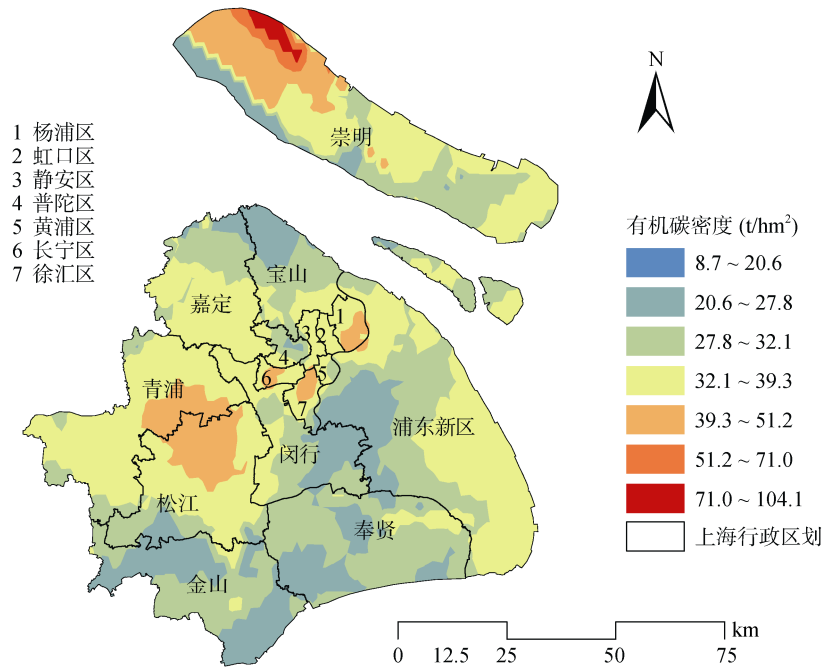 N
崇明
1 杨浦区
2 虹口区
3 静安区
4 普陀区
5 黄浦区
6 长宁区
7 徐汇区
有机碳密度 (t/hm²)
8.7 ~ 20.6
20.6 ~ 27.8
27.8 ~ 32.1
32.1 ~ 39.3
39.3 ~ 51.2
51.2 ~ 71.0
71.0 ~ 104.1
上海行政区划
宝山
嘉定
1
3
2
4
5
6
7
青浦
浦东新区
闵行
松江
奉贤
金山
km
0 12.5 25 50 75